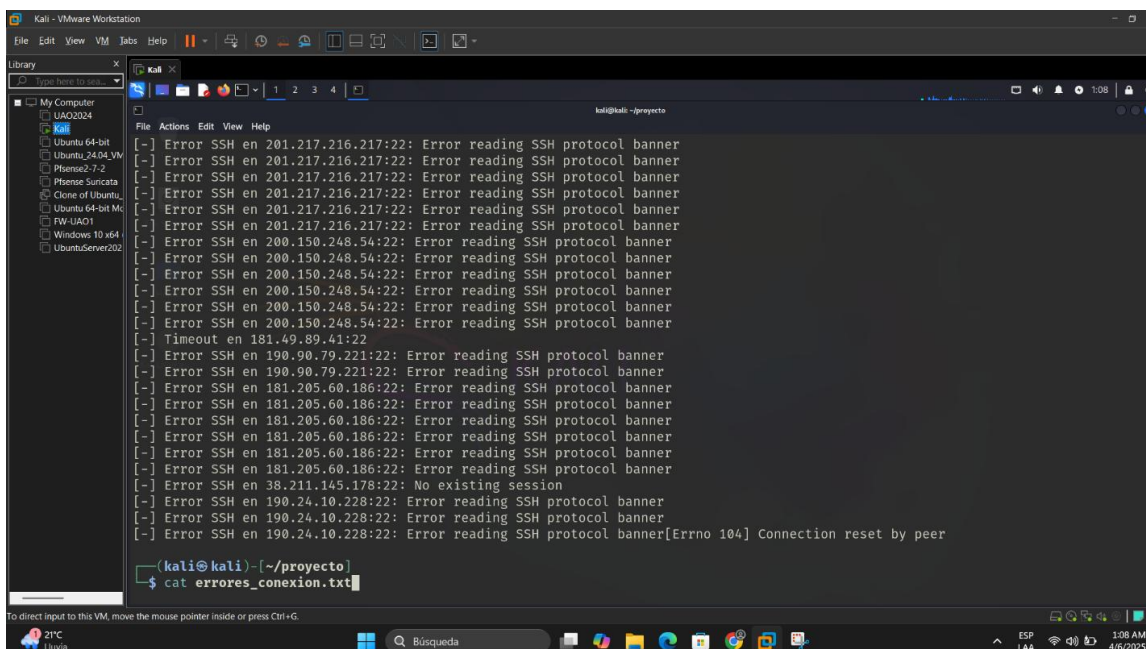 Kali - VMware Workstation
File Edit View VM Tabs Help
Library
Kali
Type here to sea...
1 2 3 4
1:08
My Computer
UAO2024
Kali
Ubuntu 64-bit
Ubuntu_24.04_VM
Pfsense2-7-2
Pfsense Suricata
Clone of Ubuntu_
Ubuntu 64-bit Mo
FW-UAO1
Windows 10 x64
UbuntuServer202
kali@kali: ~/proyecto
File Actions Edit View Help
[-] Error SSH en 201.217.216.217:22: Error reading SSH protocol banner
[-] Error SSH en 201.217.216.217:22: Error reading SSH protocol banner
[-] Error SSH en 201.217.216.217:22: Error reading SSH protocol banner
[-] Error SSH en 201.217.216.217:22: Error reading SSH protocol banner
[-] Error SSH en 201.217.216.217:22: Error reading SSH protocol banner
[-] Error SSH en 201.217.216.217:22: Error reading SSH protocol banner
[-] Error SSH en 200.150.248.54:22: Error reading SSH protocol banner
[-] Error SSH en 200.150.248.54:22: Error reading SSH protocol banner
[-] Error SSH en 200.150.248.54:22: Error reading SSH protocol banner
[-] Error SSH en 200.150.248.54:22: Error reading SSH protocol banner
[-] Error SSH en 200.150.248.54:22: Error reading SSH protocol banner
[-] Error SSH en 200.150.248.54:22: Error reading SSH protocol banner
[-] Timeout en 181.49.89.41:22
[-] Error SSH en 190.90.79.221:22: Error reading SSH protocol banner
[-] Error SSH en 190.90.79.221:22: Error reading SSH protocol banner
[-] Error SSH en 181.205.60.186:22: Error reading SSH protocol banner
[-] Error SSH en 181.205.60.186:22: Error reading SSH protocol banner
[-] Error SSH en 181.205.60.186:22: Error reading SSH protocol banner
[-] Error SSH en 181.205.60.186:22: Error reading SSH protocol banner
[-] Error SSH en 181.205.60.186:22: Error reading SSH protocol banner
[-] Error SSH en 181.205.60.186:22: Error reading SSH protocol banner
[-] Error SSH en 38.211.145.178:22: No existing session
[-] Error SSH en 190.24.10.228:22: Error reading SSH protocol banner
[-] Error SSH en 190.24.10.228:22: Error reading SSH protocol banner
[-] Error SSH en 190.24.10.228:22: Error reading SSH protocol banner[Errno 104] Connection reset by peer
(kali㉿kali)-[~/proyecto]
$ cat errores_conexion.txt
To direct input to this VM, move the mouse pointer inside or press Ctrl+G.
21°C
Lluvia
Búsqueda
ESP
LAA
1:08 AM
4/6/2025